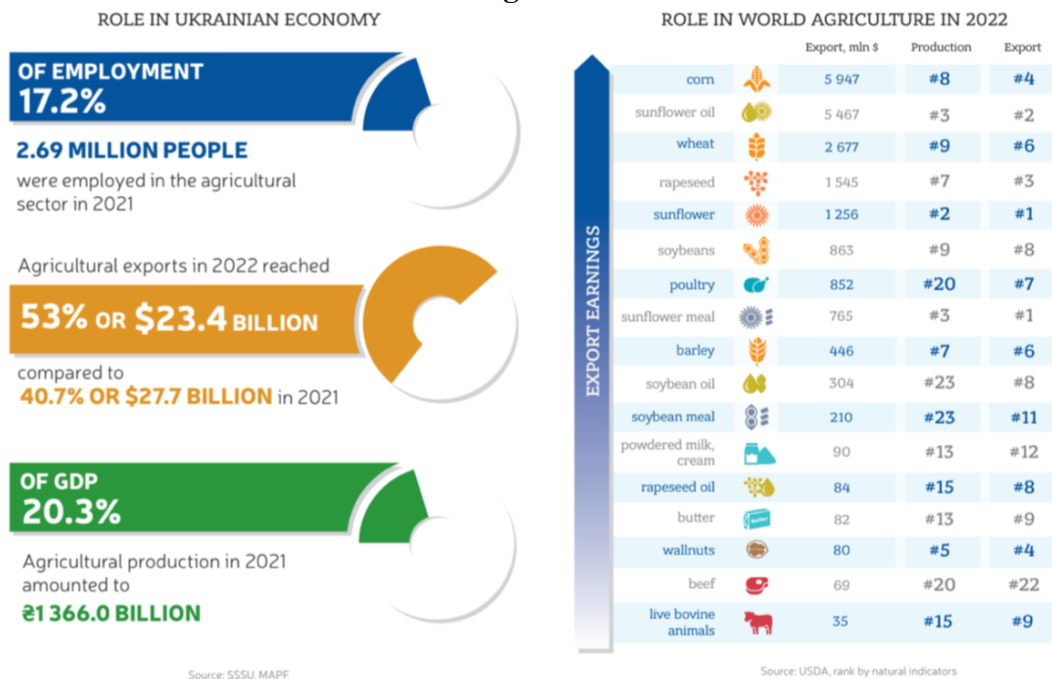 ROLE IN UKRAINIAN ECONOMY
OF EMPLOYMENT
17.2%
2.69 MILLION PEOPLE
were employed in the agricultural
sector in 2021
Agricultural exports in 2022 reached
53% OR $23.4 BILLION
compared to
40.7% OR $27.7 BILLION in 2021
OF GDP
20.3%
Agricultural production in 2021
amounted to
₴1 366.0 BILLION
Source: SSSU, MAPF
ROLE IN WORLD AGRICULTURE IN 2022
Export, mln $ Production Export
EXPORT EARNINGS
corn 5 947 #8 #4
sunflower oil 5 467 #3 #2
wheat 2 677 #9 #6
rapeseed 1 545 #7 #3
sunflower 1 256 #2 #1
soybeans 863 #9 #8
poultry 852 #20 #7
sunflower meal 765 #3 #1
barley 446 #7 #6
soybean oil 304 #23 #8
soybean meal 210 #23 #11
powdered milk,
cream 90 #13 #12
rapeseed oil 84 #15 #8
butter 82 #13 #9
wallnuts 80 #5 #4
beef 69 #20 #22
live bovine
animals 35 #15 #9
Source: USDA, rank by natural indicators